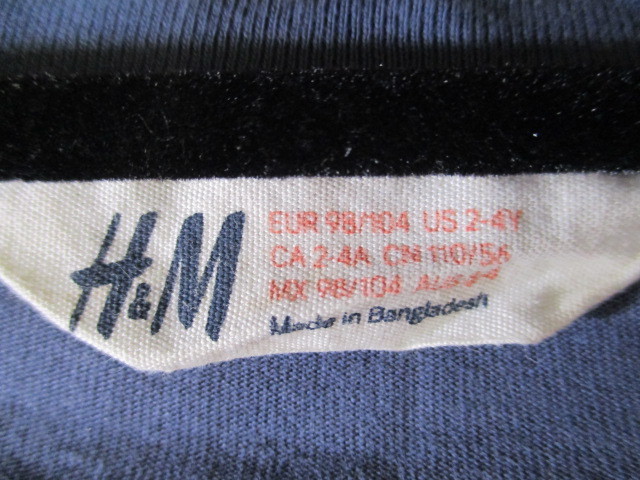 H&M
EUR 98/104 US 2-4Y
CA 2-4A CN 110/56
MX 98/104
Made in Bangladesh